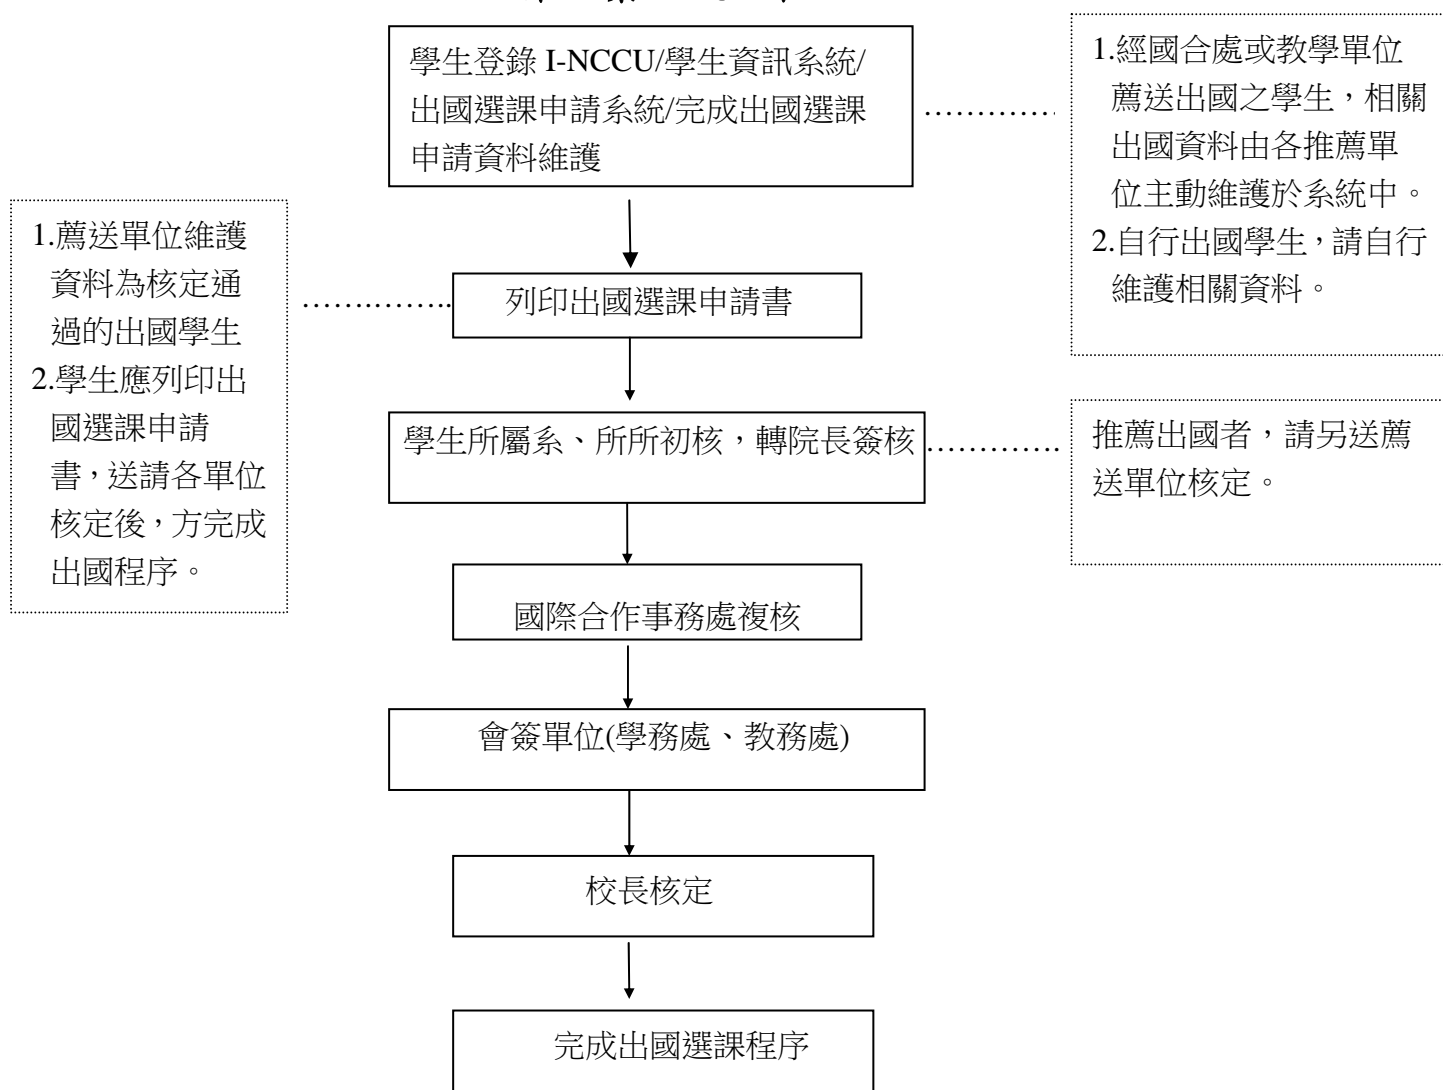 學生登錄 I-NCCU/學生資訊系統/
出國選課申請系統/完成出國選課
申請資料維護
…………
1.經國合處或教學單位
薦送出國之學生，相關
出國資料由各推薦單
位主動維護於系統中。
2.自行出國學生，請自行
維護相關資料。
1.薦送單位維護
資料為核定通
過的出國學生
2.學生應列印出
國選課申請
書，送請各單位
核定後，方完成
出國程序。
…………..
列印出國選課申請書
學生所屬系、所所初核，轉院長簽核
………….
推薦出國者，請另送薦
送單位核定。
國際合作事務處複核
會簽單位(學務處、教務處)
校長核定
完成出國選課程序